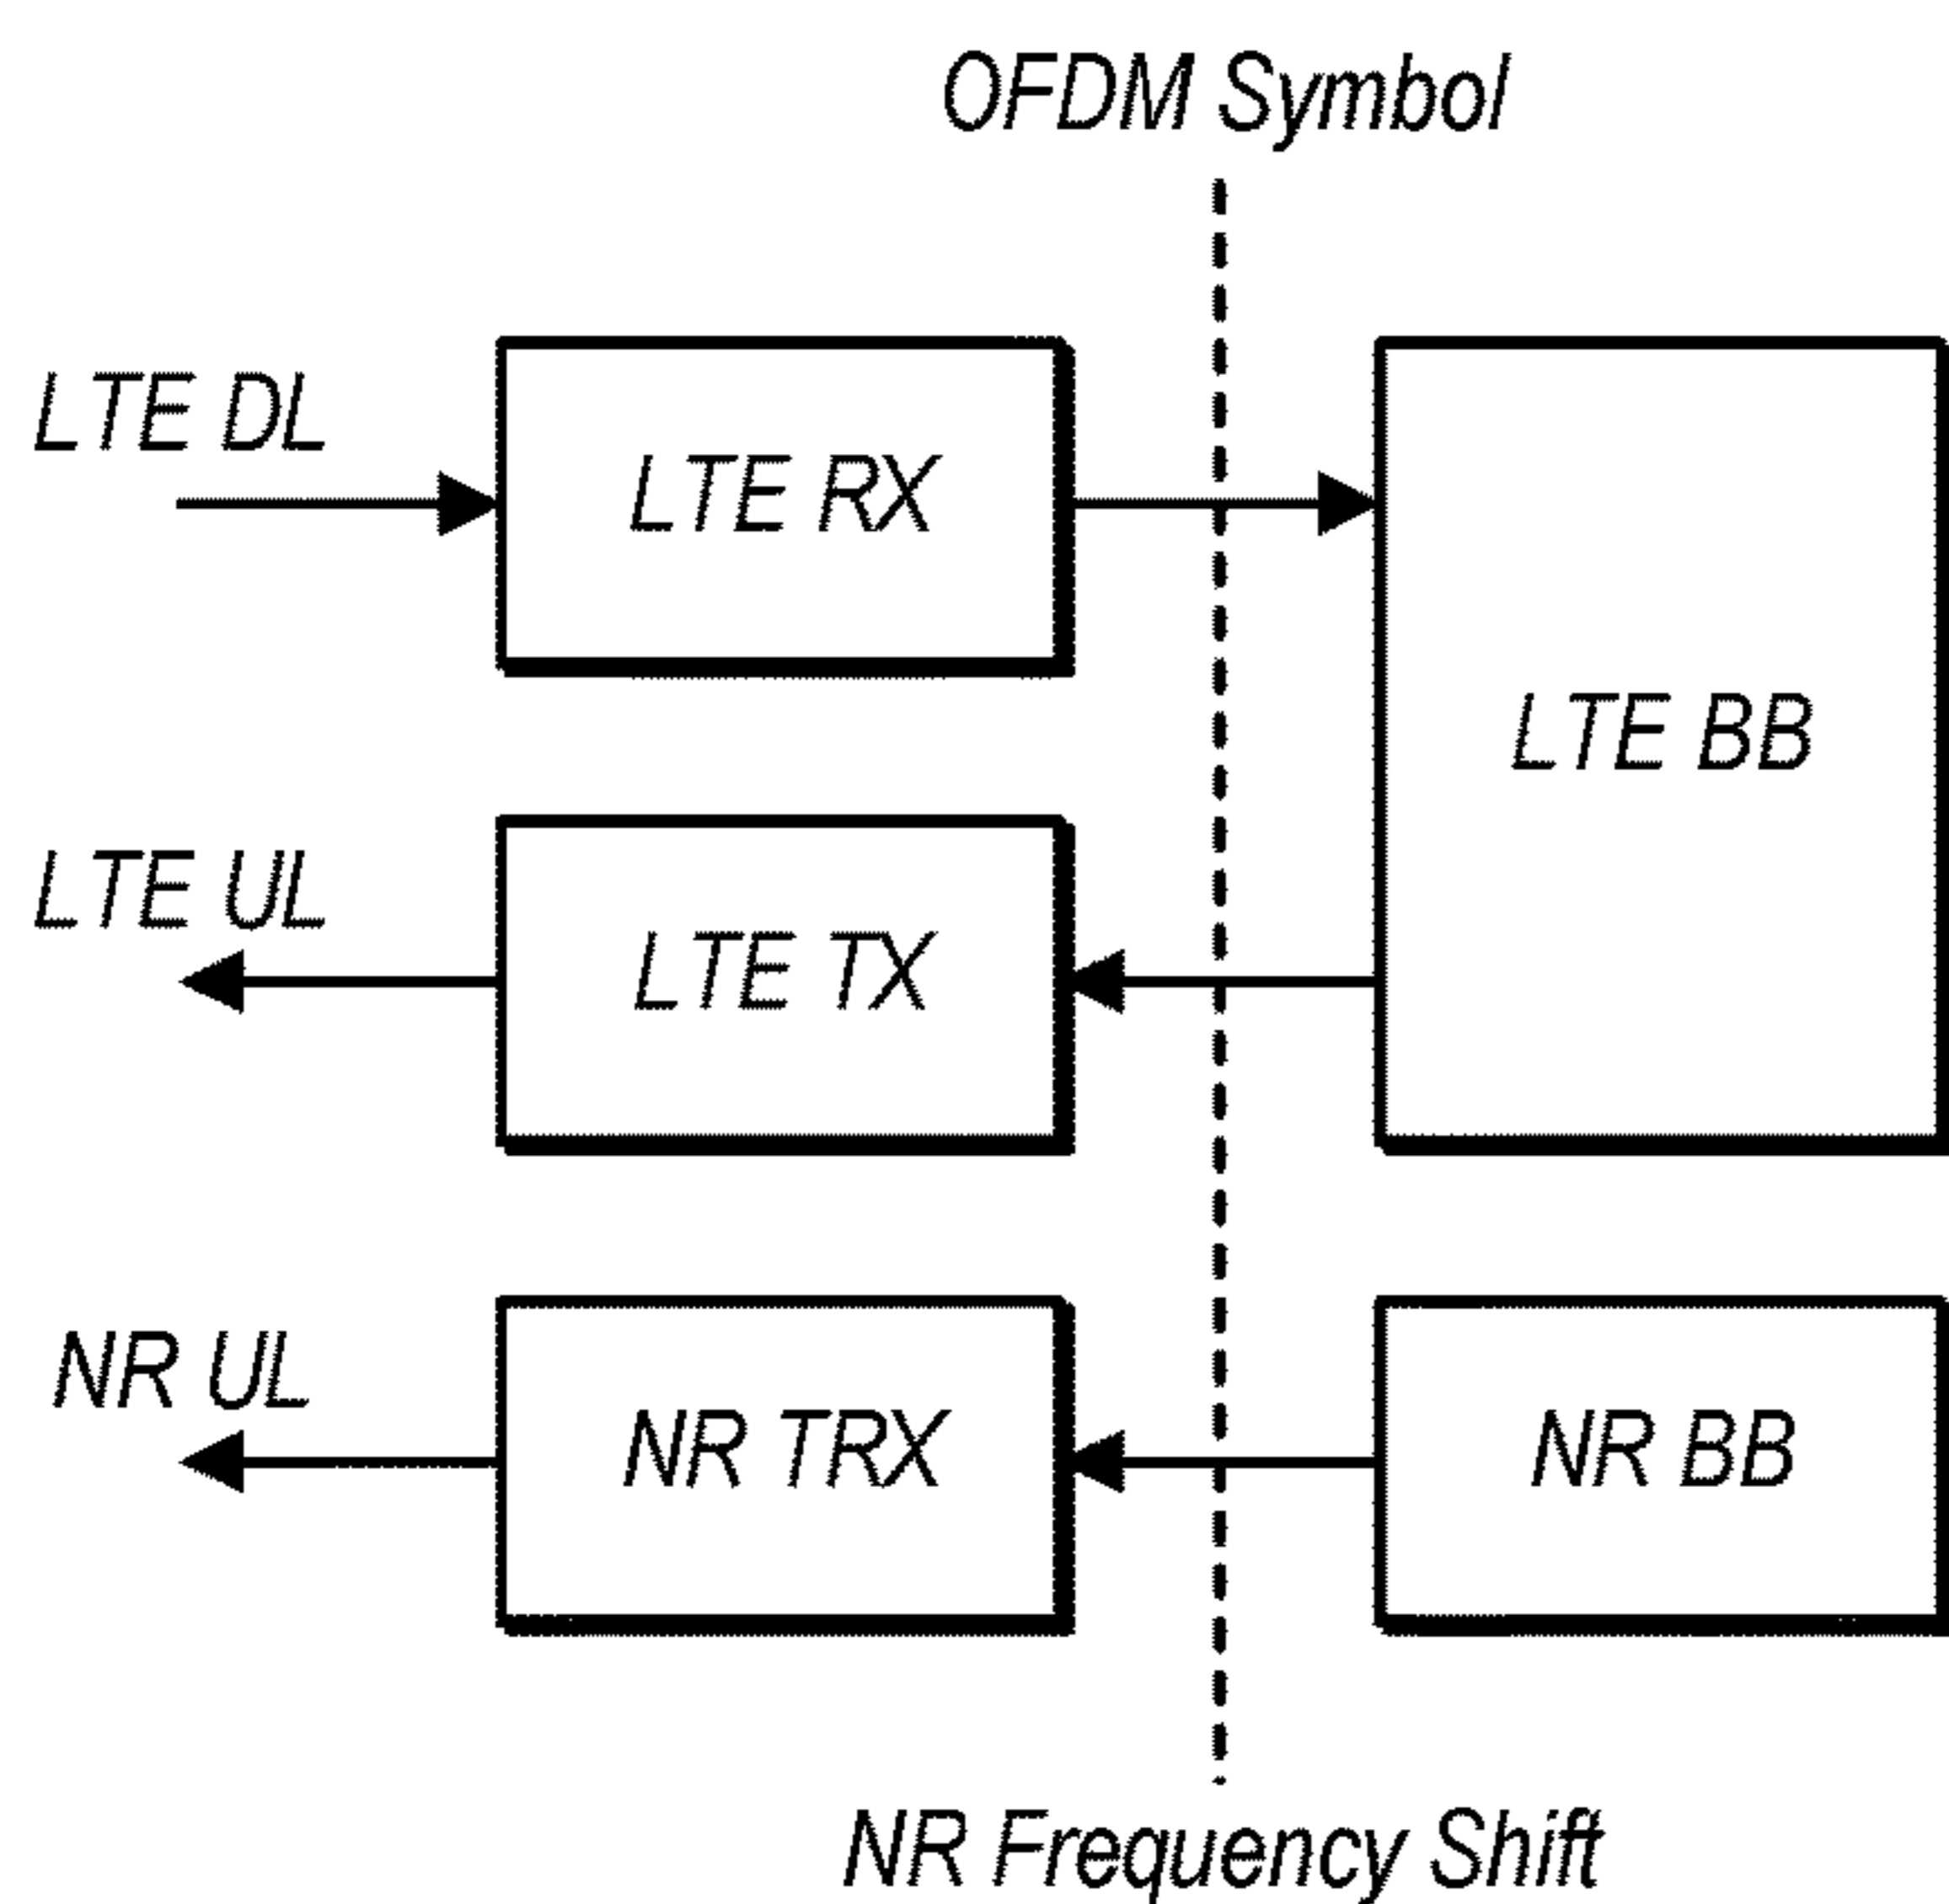 OFDM Symbol
LTE DL
LTE RX
LTE BB
LTE UL
LTE TX
NR UL
NR TRX
NR BB
NR Frequency Shift